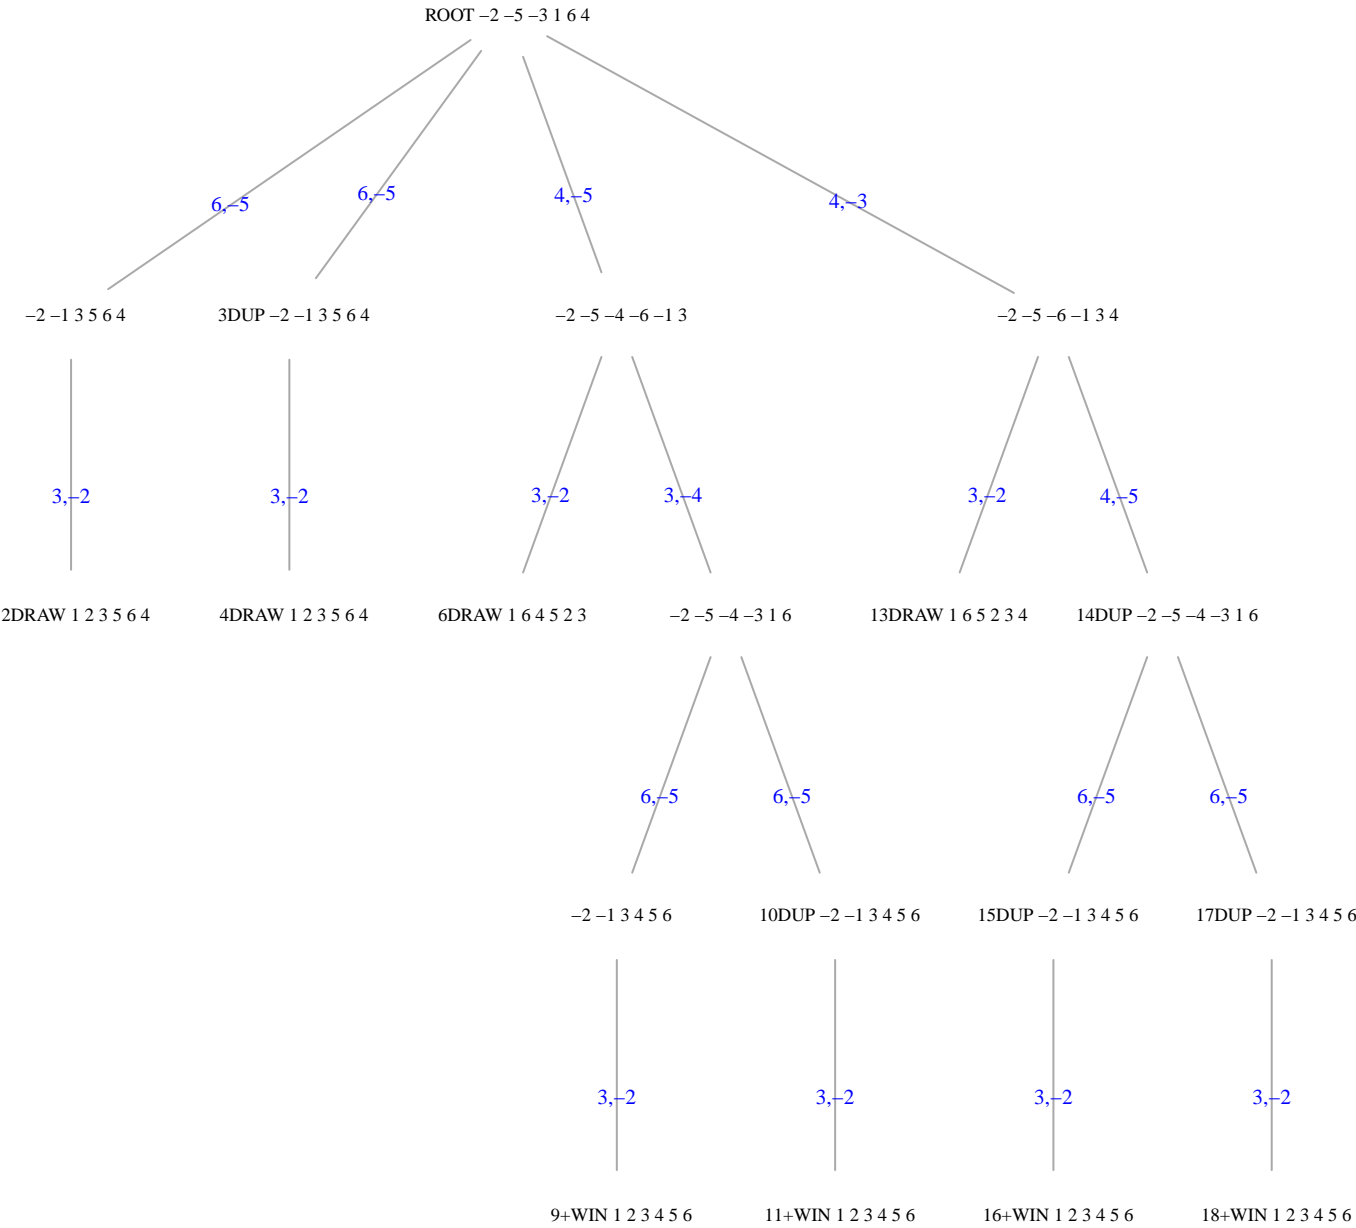 ROOT –2 –5 –3 1 6 4
6,–5
6,–5
4,–5
4,–3
–2 –1 3 5 6 4
3DUP –2 –1 3 5 6 4
–2 –5 –4 –6 –1 3
–2 –5 –6 –1 3 4
3,–2
3,–2
3,–2
3,–4
3,–2
4,–5
2DRAW 1 2 3 5 6 4
4DRAW 1 2 3 5 6 4
6DRAW 1 6 4 5 2 3
–2 –5 –4 –3 1 6
13DRAW 1 6 5 2 3 4
14DUP –2 –5 –4 –3 1 6
6,–5
6,–5
6,–5
6,–5
–2 –1 3 4 5 6
10DUP –2 –1 3 4 5 6
15DUP –2 –1 3 4 5 6
17DUP –2 –1 3 4 5 6
3,–2
3,–2
3,–2
3,–2
9+WIN 1 2 3 4 5 6
11+WIN 1 2 3 4 5 6
16+WIN 1 2 3 4 5 6
18+WIN 1 2 3 4 5 6